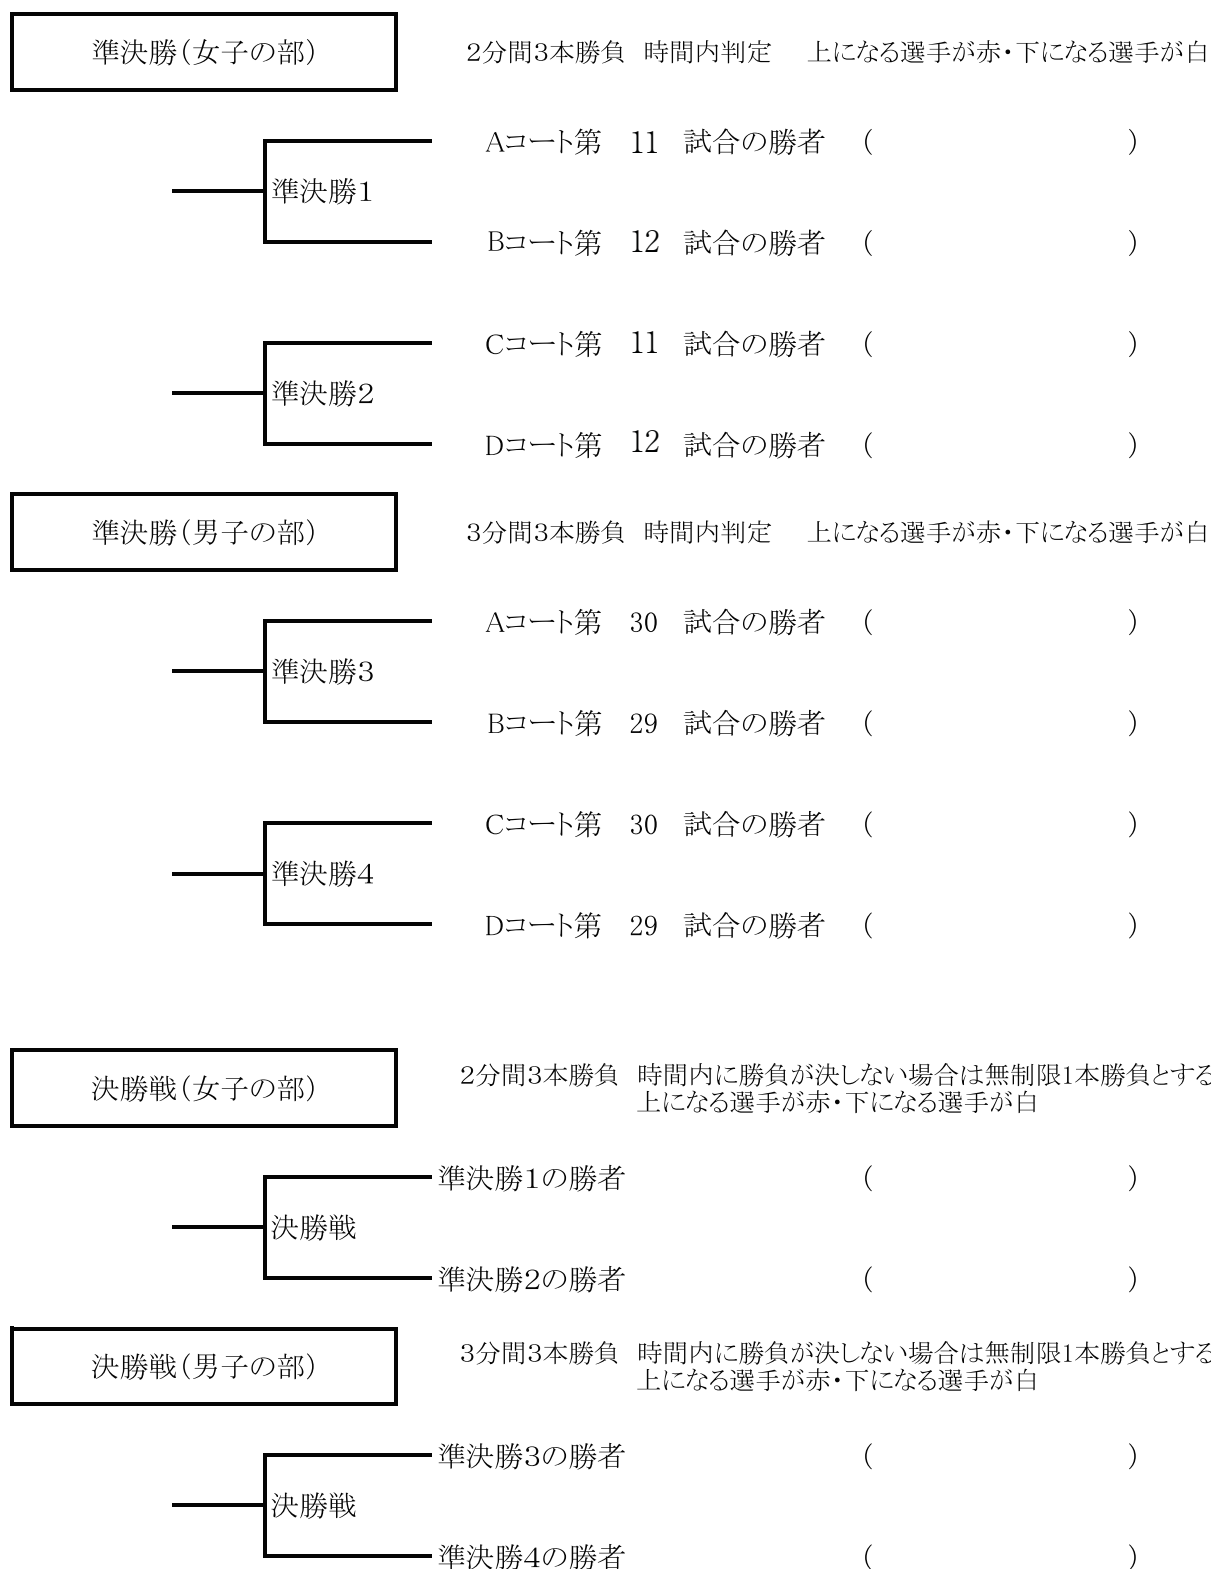 準決勝(女子の部)　2分間3本勝負　時間内判定　上になる選手が赤・下になる選手が白
Aコート第　11　試合の勝者　（　　　　）
準決勝1
Bコート第　12　試合の勝者　（　　　　）
Cコート第　11　試合の勝者　（　　　　）
準決勝2
Dコート第　12　試合の勝者　（　　　　）
準決勝(男子の部)　3分間3本勝負　時間内判定　上になる選手が赤・下になる選手が白
Aコート第　30　試合の勝者　（　　　　）
準決勝3
Bコート第　29　試合の勝者　（　　　　）
Cコート第　30　試合の勝者　（　　　　）
準決勝4
Dコート第　29　試合の勝者　（　　　　）
決勝戦(女子の部)　2分間3本勝負　時間内に勝負が決しない場合は無制限1本勝負とする
上になる選手が赤・下になる選手が白
準決勝1の勝者　（　　　　）
決勝戦
準決勝2の勝者　（　　　　）
決勝戦(男子の部)　3分間3本勝負　時間内に勝負が決しない場合は無制限1本勝負とする
上になる選手が赤・下になる選手が白
準決勝3の勝者　（　　　　）
決勝戦
準決勝4の勝者　（　　　　）